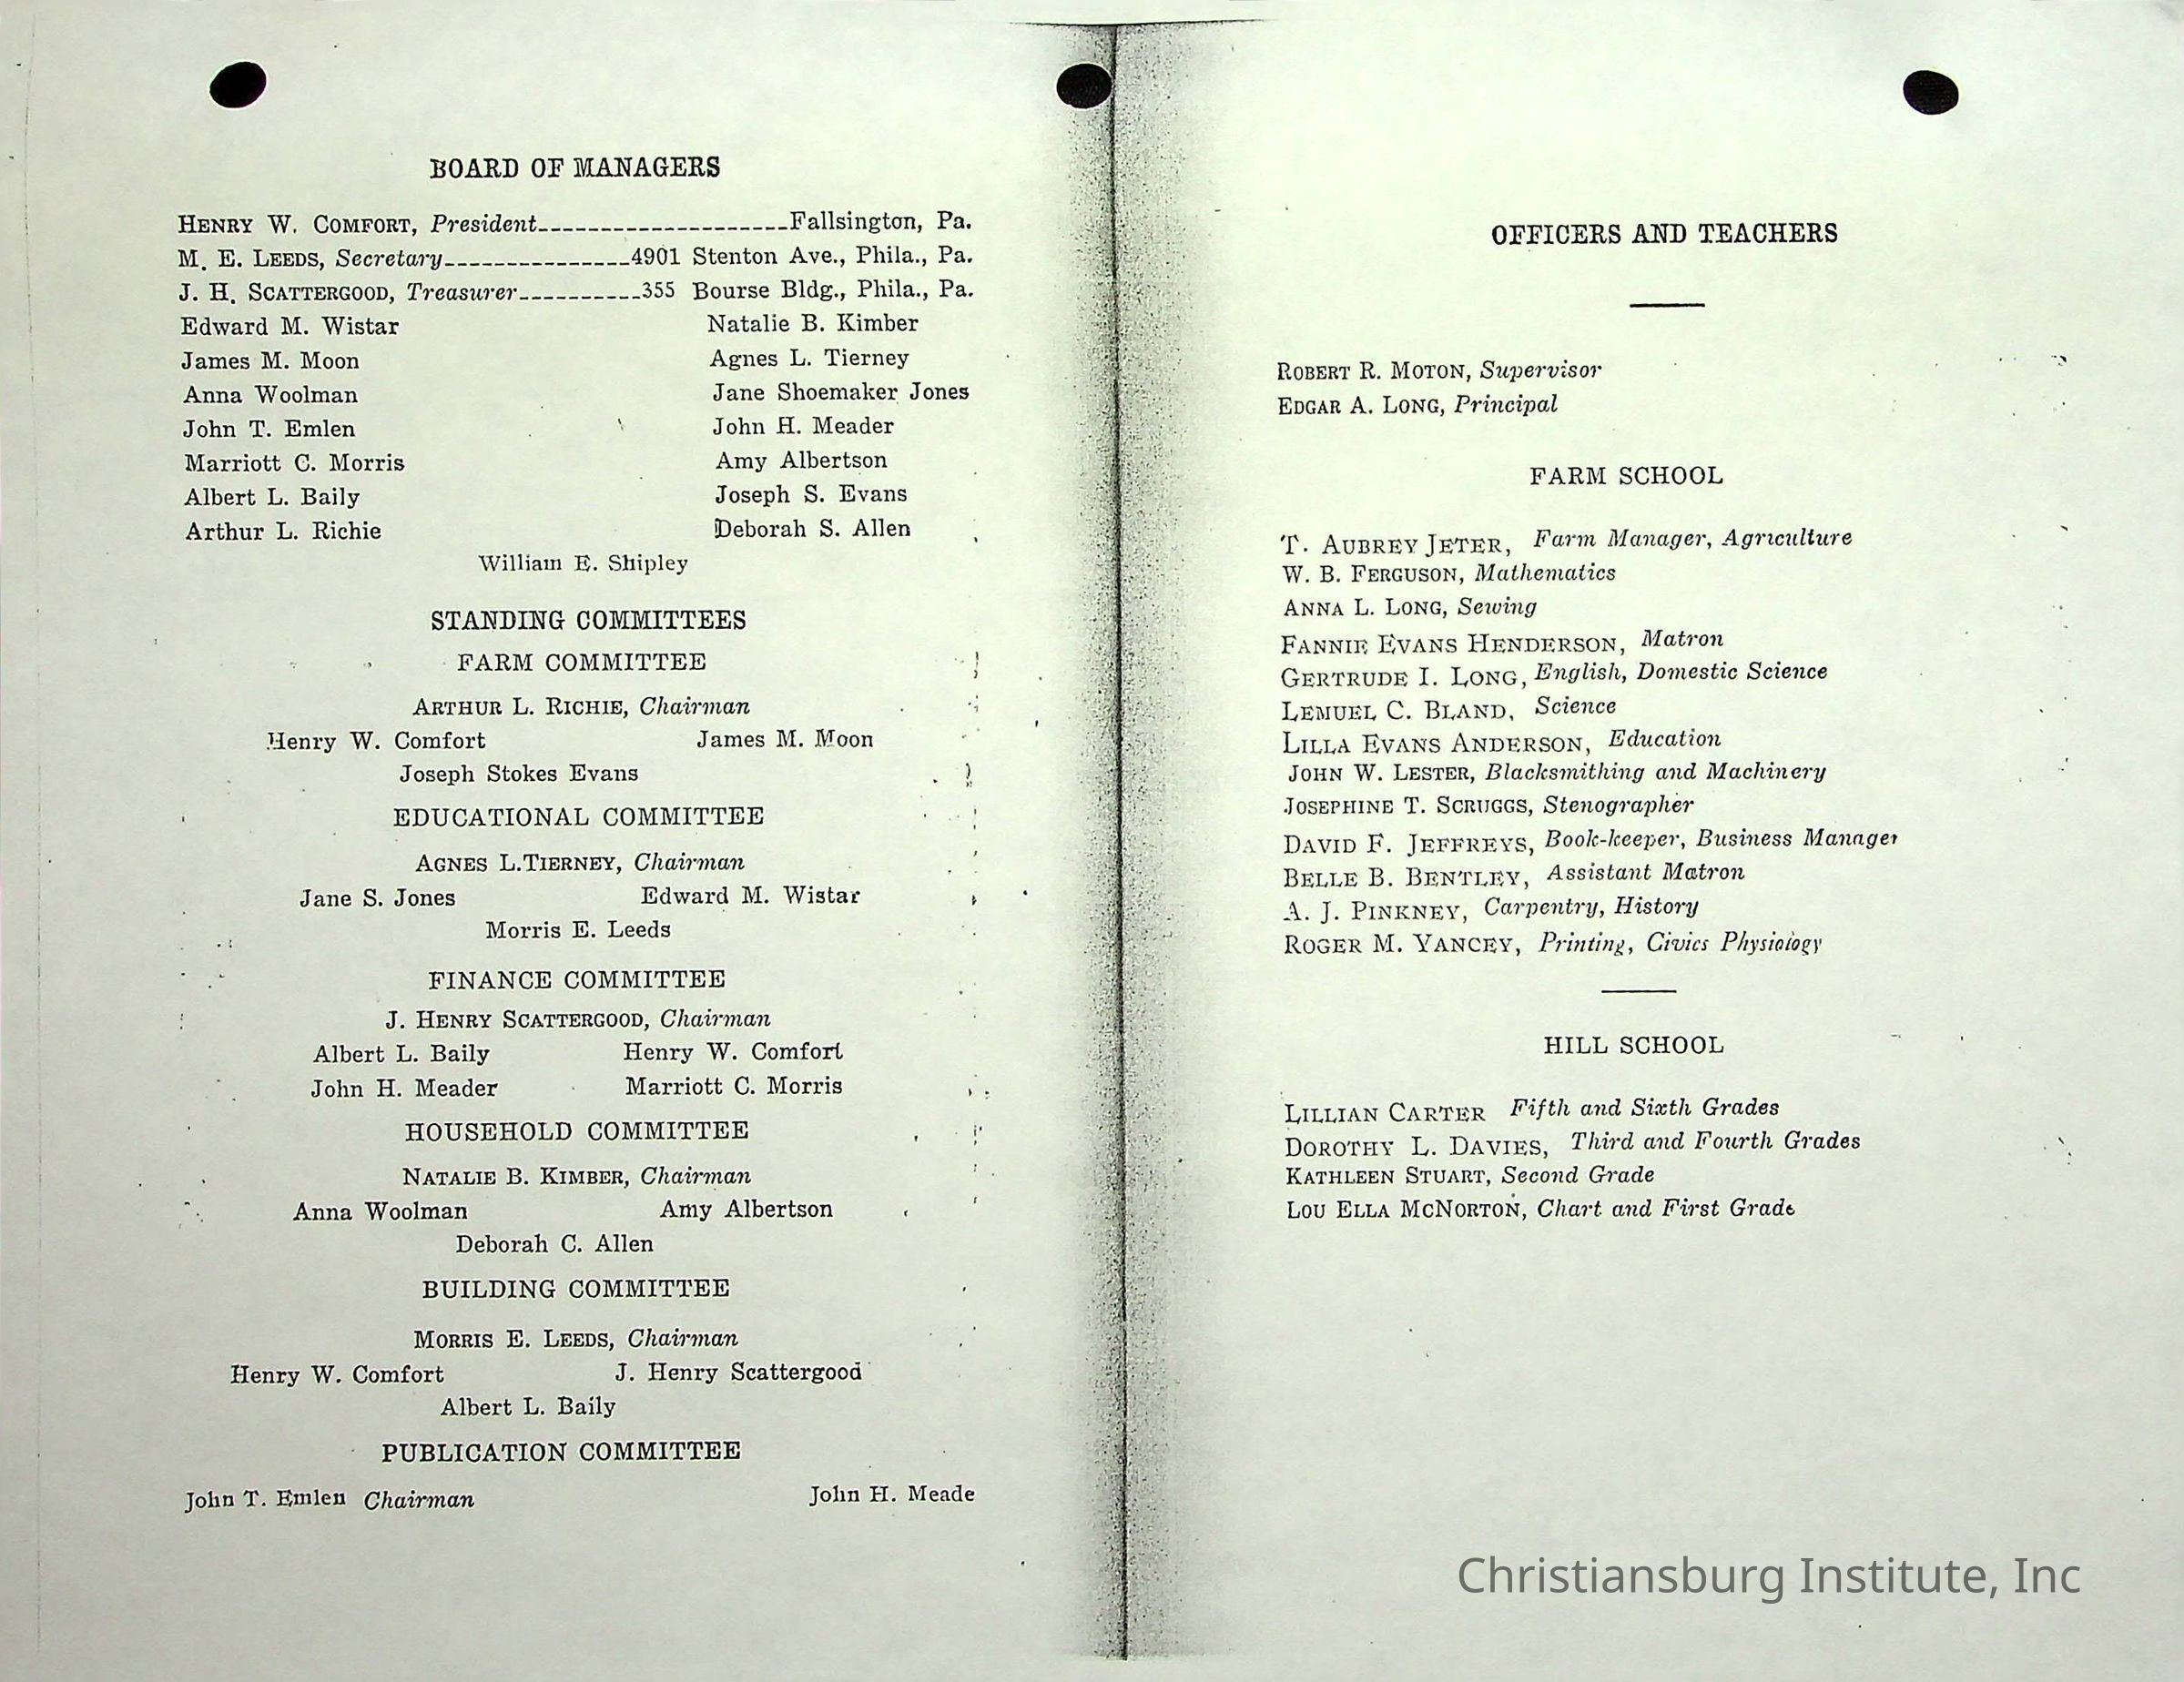 BOARD OF MANAGERS
HENRY W. COMFORT, President--------------------Fallsington, Pa.
M. E. LEEDS, Secretary---------------4901 Stenton Ave., Phila., Pa.
J. H. SCATTERGOOD, Treasurer----------355 Bourse Bldg., Phila., Pa.
Edward M. Wistar Natalie B. Kimber
James M. Moon Agnes L. Tierney
Anna Woolman Jane Shoemaker Jones
John T. Emlen John H. Meader
Marriott C. Morris Amy Albertson
Albert L. Baily Joseph S. Evans
Arthur L. Richie Deborah S. Allen
William E. Shipley
STANDING COMMITTEES
FARM COMMITTEE
ARTHUR L. RICHIE, Chairman
Henry W. Comfort James M. Moon
Joseph Stokes Evans
EDUCATIONAL COMMITTEE
AGNES L.TIERNEY, Chairman
Jane S. Jones Edward M. Wistar
Morris E. Leeds
FINANCE COMMITTEE
J. HENRY SCATTERGOOD, Chairman
Albert L. Baily Henry W. Comfort
John H. Meader Marriott C. Morris
HOUSEHOLD COMMITTEE
NATALIE B. KIMBER, Chairman
Anna Woolman Amy Albertson
Deborah C. Allen
BUILDING COMMITTEE
MORRIS E. LEEDS, Chairman
Henry W. Comfort J. Henry Scattergood
Albert L. Baily
PUBLICATION COMMITTEE
John T. Emlen Chairman John H. Meade
OFFICERS AND TEACHERS
ROBERT R. MOTON, Supervisor
EDGAR A. LONG, Principal
FARM SCHOOL
T. AUBREY JETER, Farm Manager, Agriculture
W. B. FERGUSON, Mathematics
ANNA L. LONG, Sewing
FANNIE EVANS HENDERSON, Matron
GERTRUDE I. LONG, English, Domestic Science
LEMUEL C. BLAND, Science
LILLA EVANS ANDERSON, Education
JOHN W. LESTER, Blacksmithing and Machinery
JOSEPHINE T. SCRUGGS, Stenographer
DAVID F. JEFFREYS, Book-keeper, Business Manager
BELLE B. BENTLEY, Assistant Matron
A. J. PINKNEY, Carpentry, History
ROGER M. YANCEY, Printing, Civics Physiology
HILL SCHOOL
LILLIAN CARTER Fifth and Sixth Grades
DOROTHY L. DAVIES, Third and Fourth Grades
KATHLEEN STUART, Second Grade
LOU ELLA MCNORTON, Chart and First Grade
Christiansburg Institute, Inc